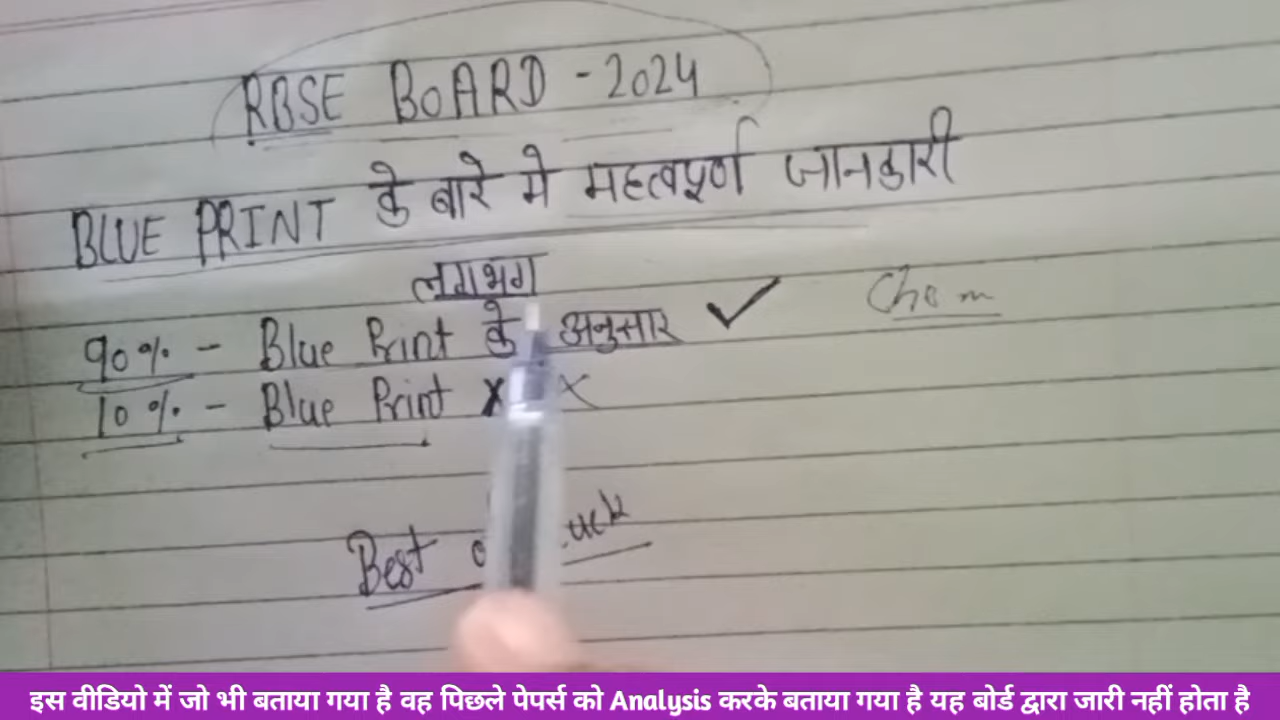 RBSE BOARD - 2024
BLUE PRINT के बारे मे महत्वपूर्ण जानकारी
लगभग
90% - Blue Print के अनुसार ✓ Chem
10% - Blue Print X X
Best
इस वीडियो में जो भी बताया गया है वह पिछले पेपर्स को Analysis करके बताया गया है यह बोर्ड द्वारा जारी नहीं होता है